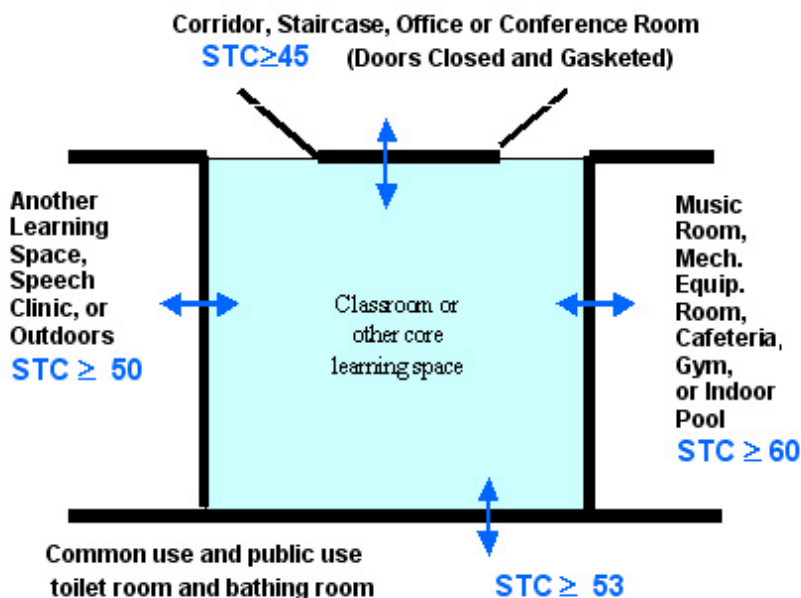 Corridor, Staircase, Office or Conference Room
STC≥45 (Doors Closed and Gasketed)
Another
Learning
Space,
Speech
Clinic, or
Outdoors
STC ≥ 50
Classroom or
other core
learning space
Music
Room,
Mech.
Equip.
Room,
Cafeteria,
Gym,
or Indoor
Pool
STC ≥ 60
Common use and public use
toilet room and bathing room
STC ≥ 53